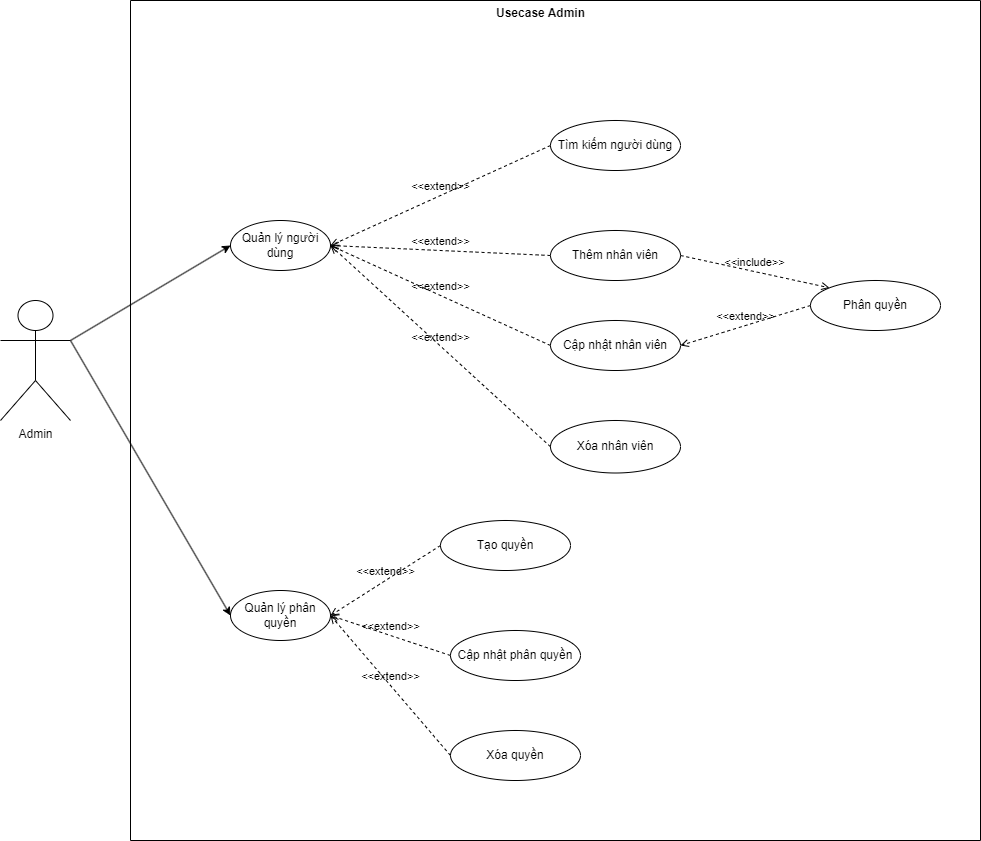 Usecase Admin
Tìm kiếm người dùng
<<extend>>
Quản lý người
dùng
<<extend>>
Thêm nhân viên
<<include>>
<<extend>>
Phân quyền
<<extend>>
Cập nhật nhân viên
<<extend>>
Admin
Xóa nhân viên
Tạo quyền
<<extend>>
Quản lý phân
quyền
<<extend>>
Cập nhật phân quyền
<<extend>>
Xóa quyền